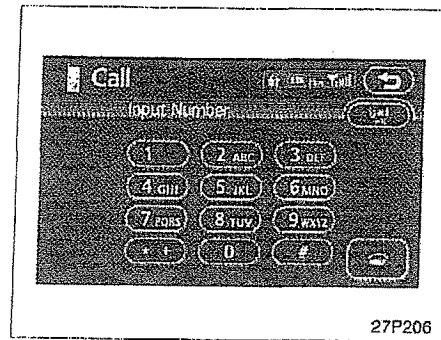 Call
Input Number
1 2 ABC 3 DEF
4 GHI 5 JKL 6 MNO
7 PQRS 8 TUV 9 WXYZ
* + 0 #
27P206